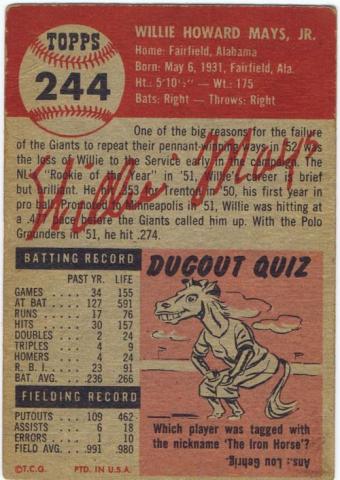 TOPPS
244
WILLIE HOWARD MAYS, JR.
Home: Fairfield, Alabama
Born: May 6, 1931, Fairfield, Ala.
Ht.: 5'10½" — Wt.: 175
Bats: Right — Throws: Right
One of the big reasons for the failure
of the Giants to repeat their pennant-winning ways in '52 was
the loss of Willie to the Service early in the campaign. The
NL "Rookie of the Year" in '51, Willie's career is brief
but brilliant. He hit .353 for Trenton in '50, his first year in
pro ball. Promoted to Minneapolis in '51, Willie was hitting at
a .477 pace before the Giants called him up. With the Polo
Grounders in '51, he hit .274.
Willie Mays
BATTING RECORD
PAST YR. LIFE
GAMES .... 34 155
AT BAT ... 127 591
RUNS ..... 17 76
HITS ..... 30 157
DOUBLES ... 2 24
TRIPLES ... 4 9
HOMERS .... 4 24
R. B. I. .... 23 91
BAT. AVG. .. .236 .266
FIELDING RECORD
PUTOUTS .... 109 462
ASSISTS ..... 6 18
ERRORS ..... 1 10
FIELD AVG. ... .991 .980
DUGOUT QUIZ
Which player was tagged with
the nickname 'The Iron Horse'?
Ans: Lou Gehrig.
©T.C.G. PTD. IN U.S.A.